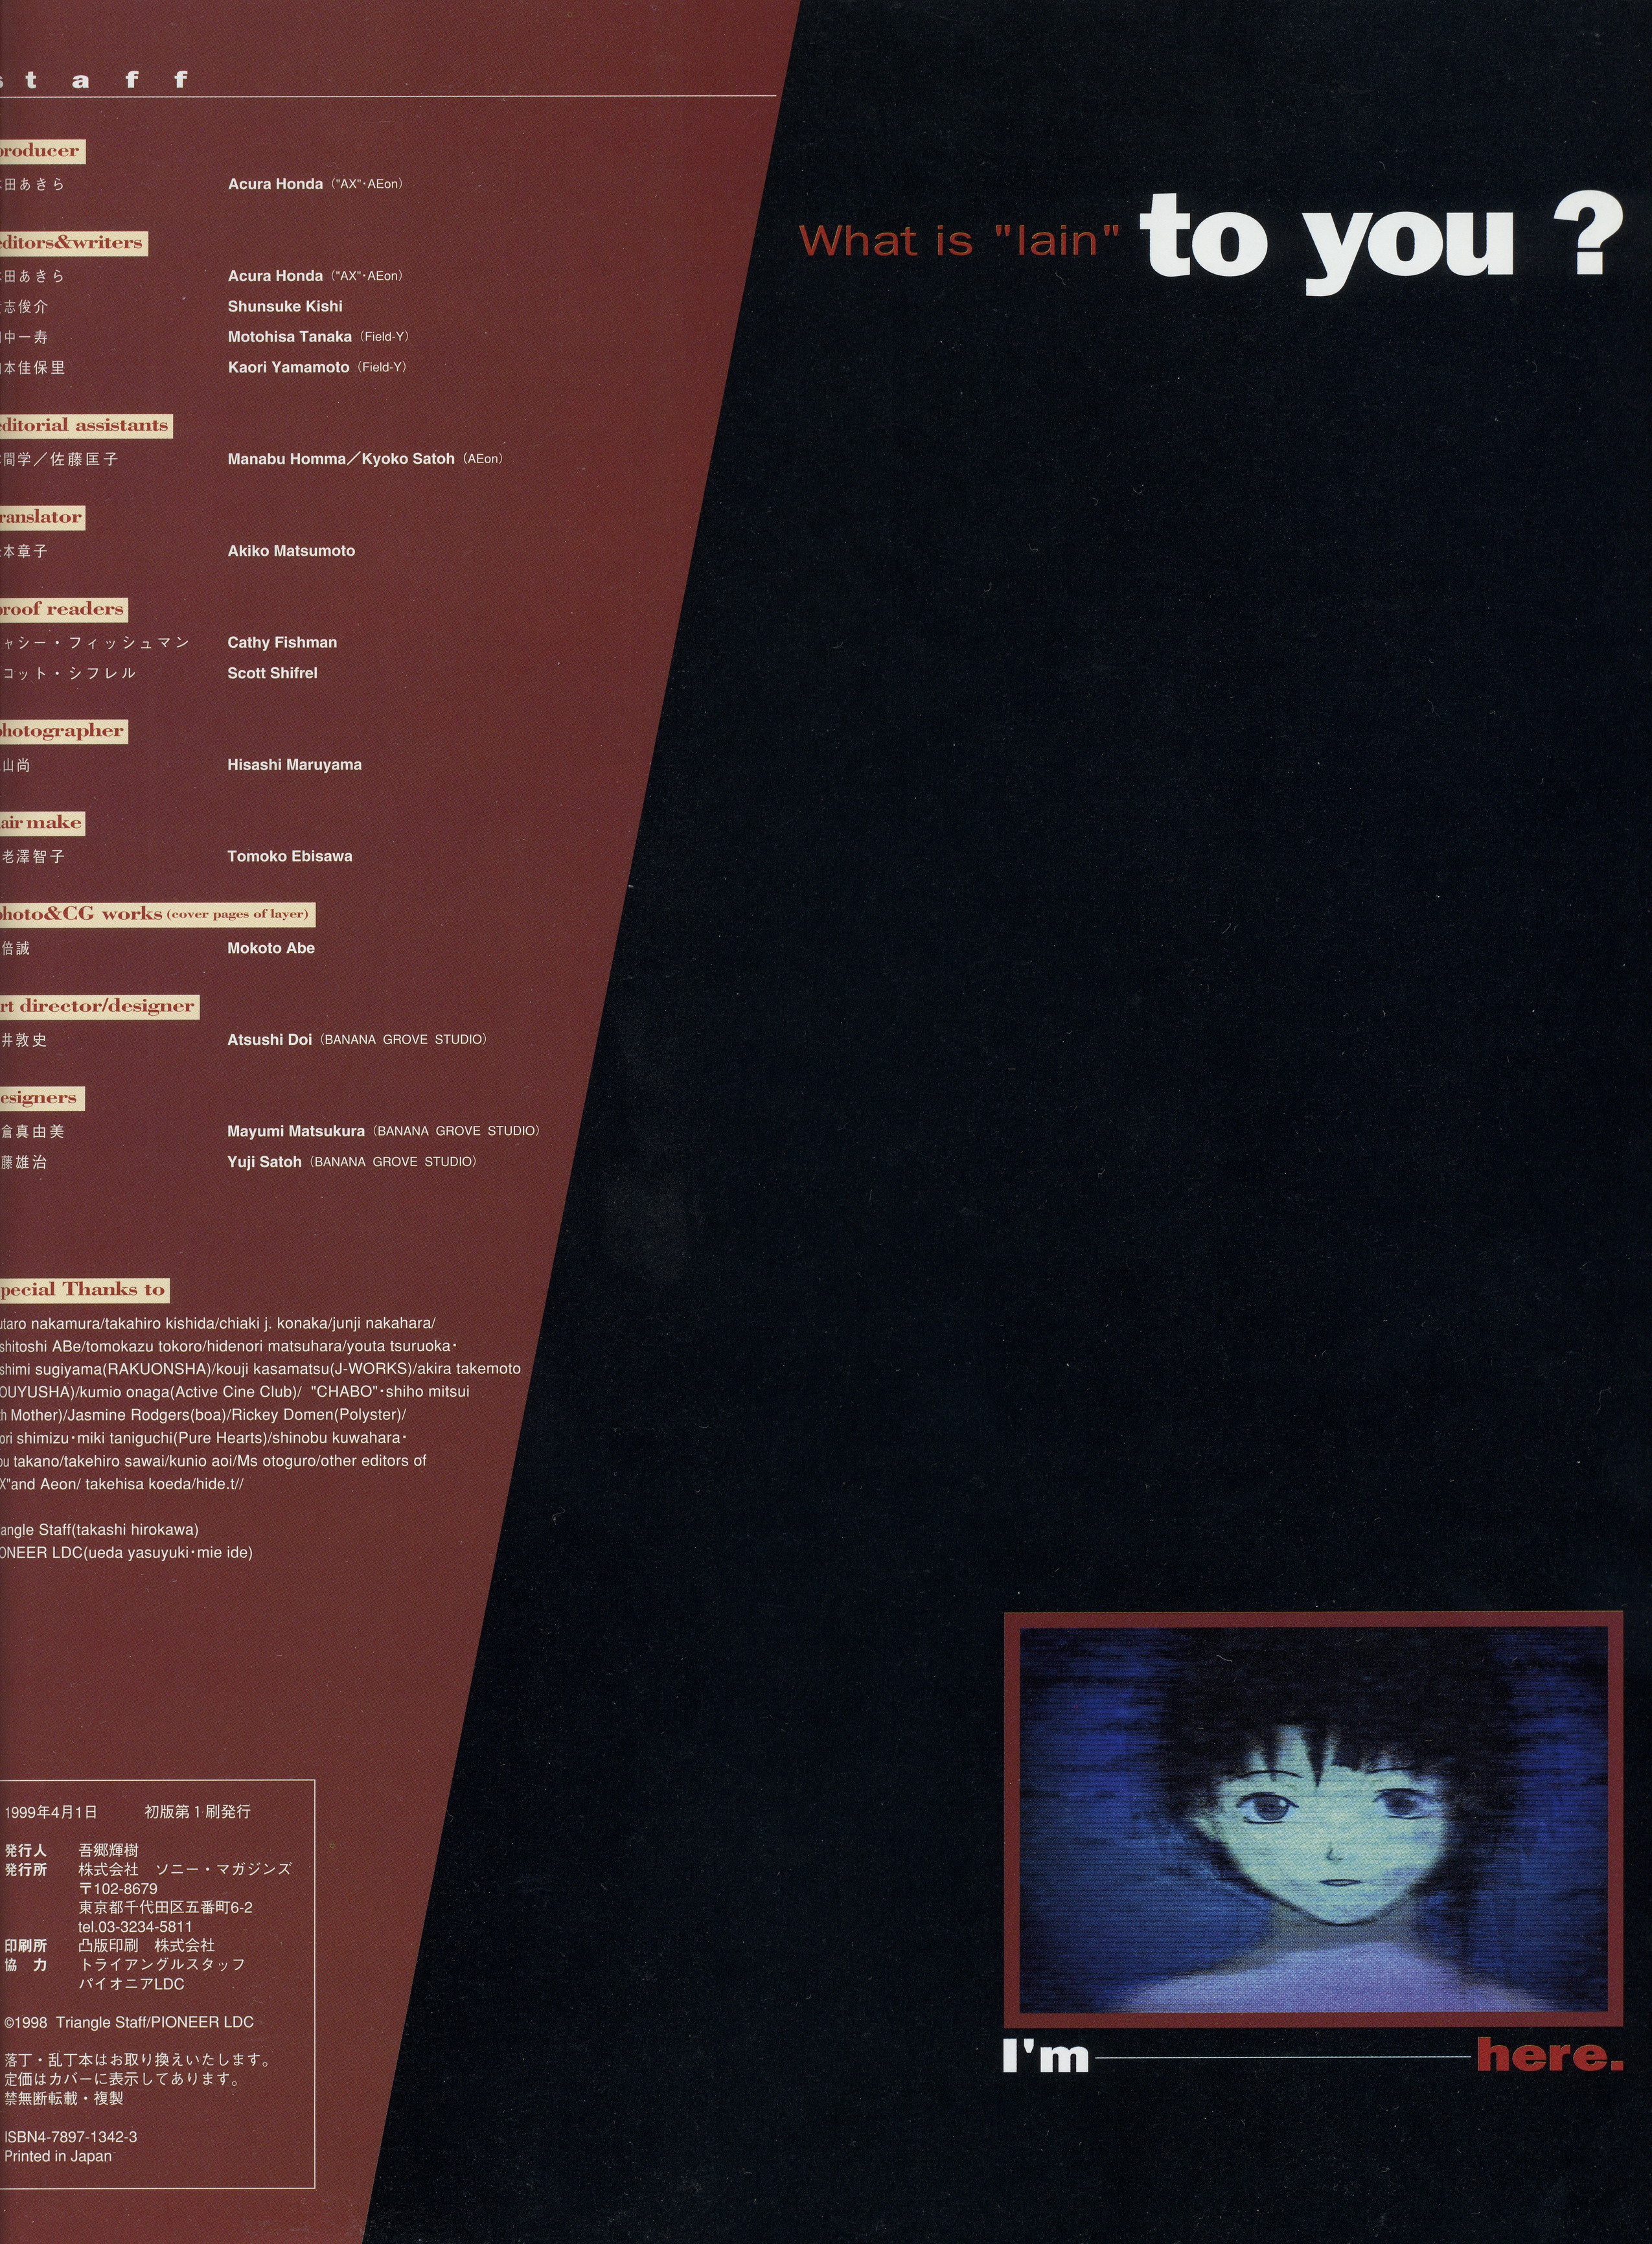 staff
producer
田あきら Acura Honda ("AX"･AEon)
editors&writers
田あきら Acura Honda ("AX"･AEon)
志俊介 Shunsuke Kishi
中一寿 Motohisa Tanaka (Field-Y)
本佳保里 Kaori Yamamoto (Field-Y)
editorial assistants
間学／佐藤匡子 Manabu Homma／Kyoko Satoh (AEon)
translator
本章子 Akiko Matsumoto
proof readers
ャシー・フィッシュマン Cathy Fishman
コット・シフレル Scott Shifrel
photographer
山尚 Hisashi Maruyama
air make
老澤智子 Tomoko Ebisawa
photo&CG works (cover pages of layer)
倍誠 Mokoto Abe
rt director/designer
井敦史 Atsushi Doi (BANANA GROVE STUDIO)
esigners
倉真由美 Mayumi Matsukura (BANANA GROVE STUDIO)
藤雄治 Yuji Satoh (BANANA GROVE STUDIO)
pecial Thanks to
utaro nakamura/takahiro kishida/chiaki j. konaka/junji nakahara/
shitoshi ABe/tomokazu tokoro/hidenori matsuhara/youta tsuruoka･
shimi sugiyama(RAKUONSHA)/kouji kasamatsu(J-WORKS)/akira takemoto
OUYUSHA)/kumio onaga(Active Cine Club)/ "CHABO"･shiho mitsui
th Mother)/Jasmine Rodgers(boa)/Rickey Domen(Polyster)/
ori shimizu･miki taniguchi(Pure Hearts)/shinobu kuwahara･
ou takano/takehiro sawai/kunio aoi/Ms otoguro/other editors of
X"and Aeon/ takehisa koeda/hide.t//
angle Staff(takashi hirokawa)
ONEER LDC(ueda yasuyuki･mie ide)
1999年4月1日 初版第1刷発行
発行人 吾郷輝樹
発行所 株式会社 ソニー・マガジンズ
〒102-8679
東京都千代田区五番町6-2
tel.03-3234-5811
印刷所 凸版印刷 株式会社
協 力 トライアングルスタッフ
パイオニアLDC
©1998 Triangle Staff/PIONEER LDC
落丁・乱丁本はお取り換えいたします。
定価はカバーに表示してあります。
禁無断転載・複製
ISBN4-7897-1342-3
Printed in Japan
What is "lain" to you ?
I'm here.